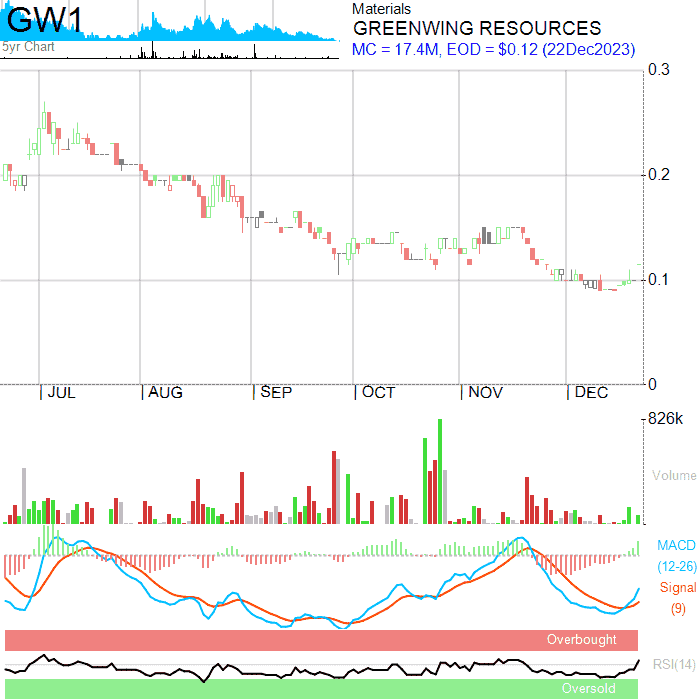 GW1
5yr Chart
Materials
GREENWING RESOURCES
MC = 17.4M, EOD = $0.12 (22Dec2023)
0.3
0.2
0.1
0
JUL
AUG
SEP
OCT
NOV
DEC
826k
Volume
MACD
(12-26)
Signal
(9)
Overbought
RSI(14)
Oversold